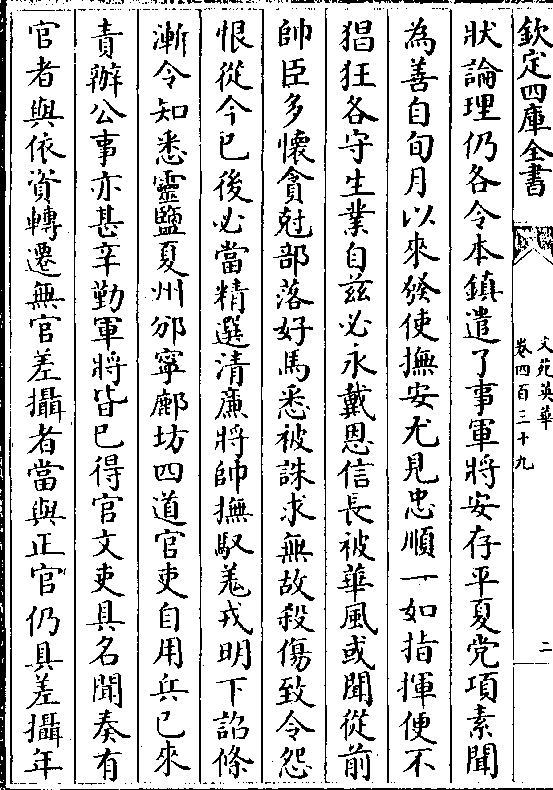 欽定四庫全書
文苑英華
卷四百三十九
二
狀論理仍各令本鎮遣了事軍將安存平夏党項素聞
為善自旬月以來發使撫安尤見忠順一如指揮便不
猖狂各守生業自兹必永戴恩信長被華風或聞從前
帥臣多懷貪尅部落好馬悉被誅求無故殺傷致令怨
恨從今已後必當精選清亷將帥撫馭羗戎明下詔條
漸令知悉靈鹽夏州邠寧鄜坊四道官吏自用兵已來
責辦公事亦甚辛勤軍將皆已得官文吏具名聞奏有
官者與依資轉遷無官差攝者當與正官仍具差攝年